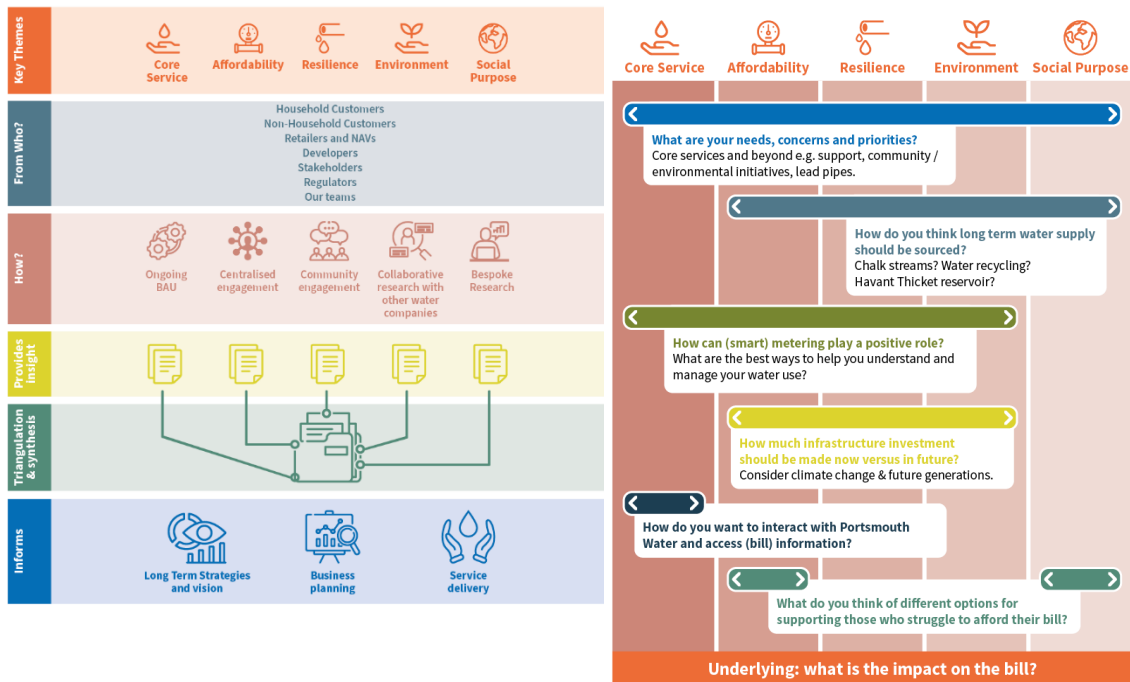 Key Themes
Core
Service
Affordability
Resilience
Environment
Social
Purpose
From Who?
Household Customers
Non-Household Customers
Retailers and NAVs
Developers
Stakeholders
Regulators
Our teams
How?
Ongoing
BAU
Centralised
engagement
Community
engagement
Collaborative
research with
other water
companies
Bespoke
Research
Provides
insight
Triangulation
& synthesis
Informs
Long Term Strategies
and vision
Business
planning
Service
delivery
Core Service
Affordability
Resilience
Environment
Social Purpose
What are your needs, concerns and priorities?
Core services and beyond e.g. support, community /
environmental initiatives, lead pipes.
How do you think long term water supply
should be sourced?
Chalk streams? Water recycling?
Havant Thicket reservoir?
How can (smart) metering play a positive role?
What are the best ways to help you understand and
manage your water use?
How much infrastructure investment
should be made now versus in future?
Consider climate change & future generations.
How do you want to interact with Portsmouth
Water and access (bill) information?
What do you think of different options for
supporting those who struggle to afford their bill?
Underlying: what is the impact on the bill?